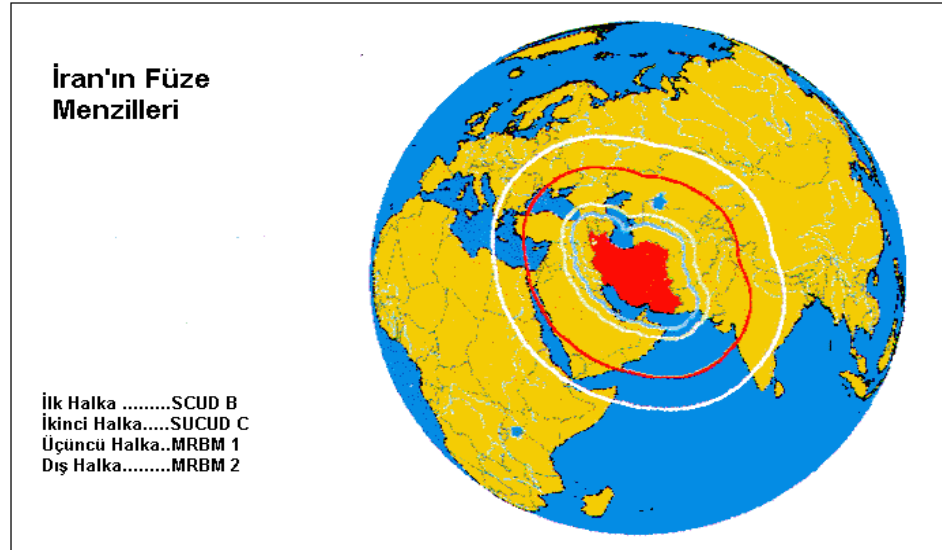 İran'ın Füze
Menzilleri
İlk Halka .........SCUD B
İkinci Halka.....SUCUD C
Üçüncü Halka..MRBM 1
Dış Halka.........MRBM 2